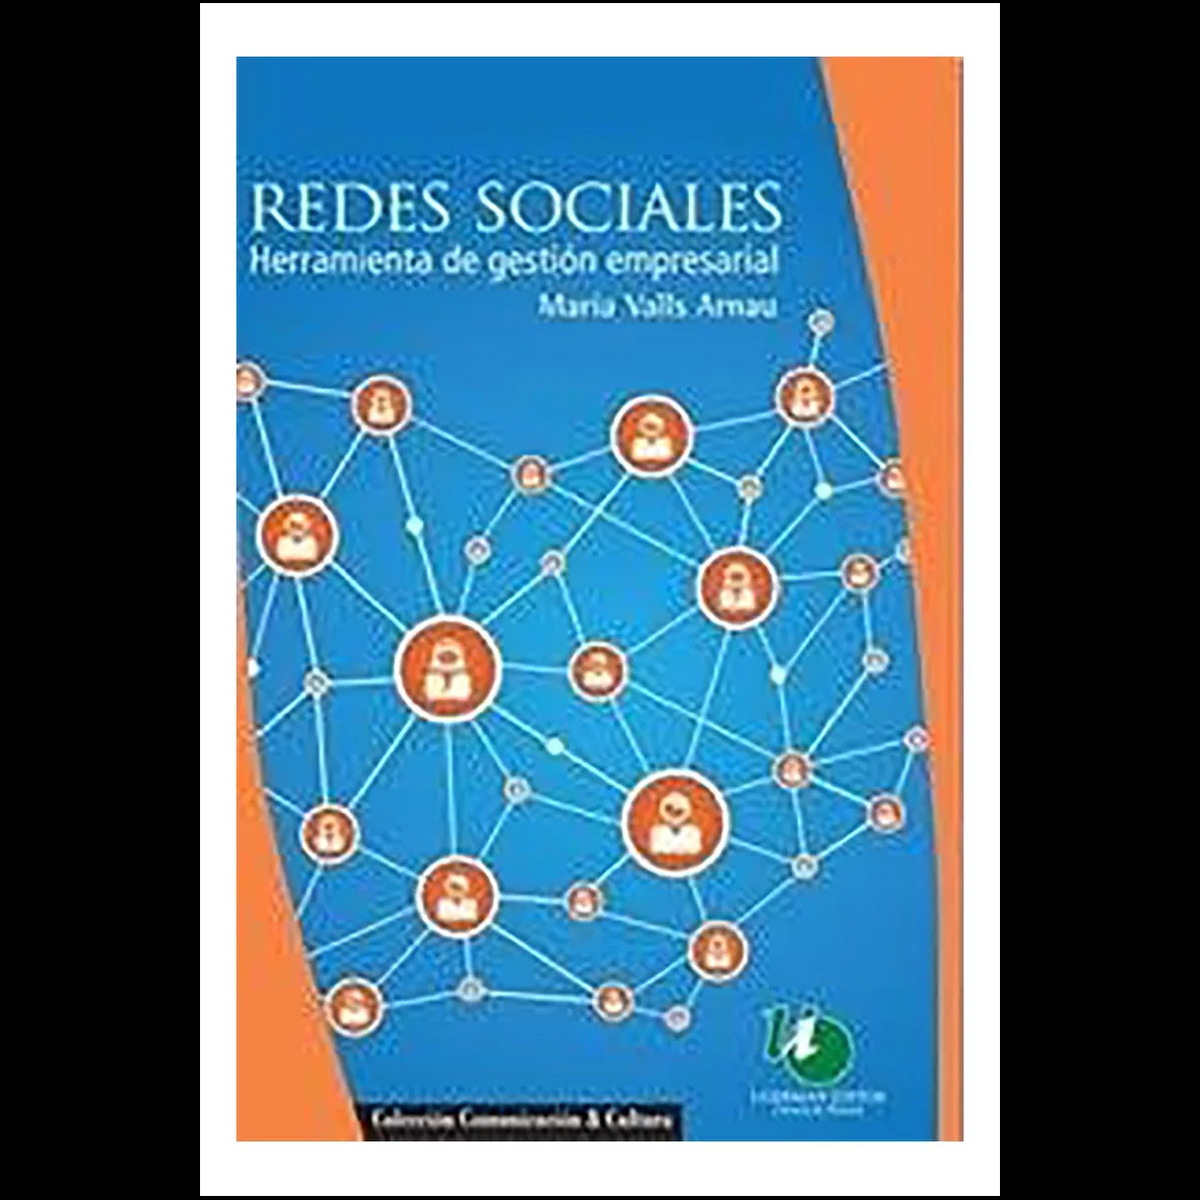 REDES SOCIALES
Herramienta de gestión empresarial
María Valls Arnau
Colección Comunicación & Cultura